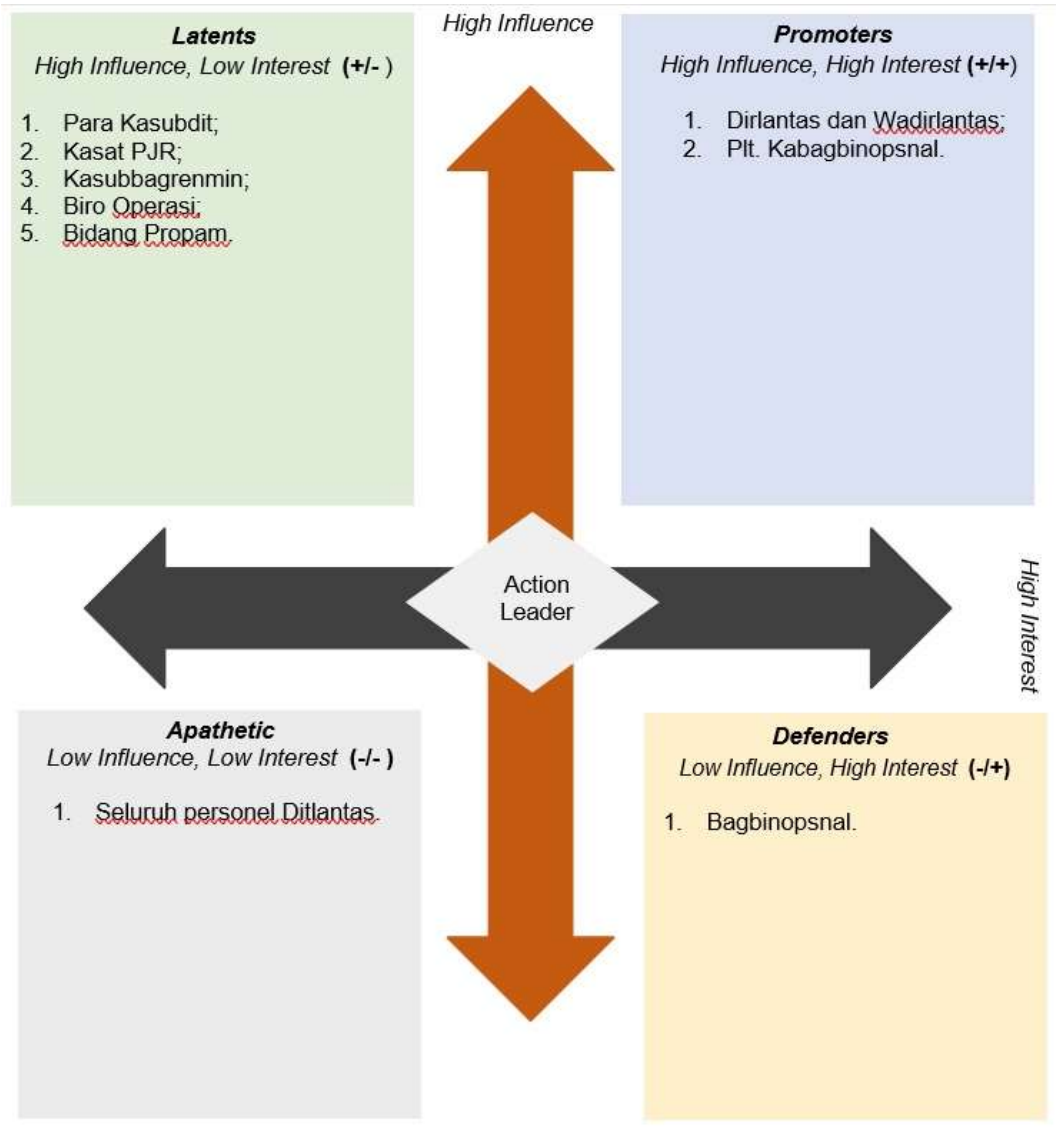 High Influence
Latents
High Influence, Low Interest (+/- )
1. Para Kasubdit;
2. Kasat PJR;
3. Kasubbagrenmin;
4. Biro Operasi;
5. Bidang Propam.
Promoters
High Influence, High Interest (+/+)
1. Dirlantas dan Wadirlantas;
2. Plt. Kabagbinopsnal.
Action
Leader
High Interest
Apathetic
Low Influence, Low Interest (-/- )
1. Seluruh personel Ditlantas.
Defenders
Low Influence, High Interest (-/+)
1. Bagbinopsnal.